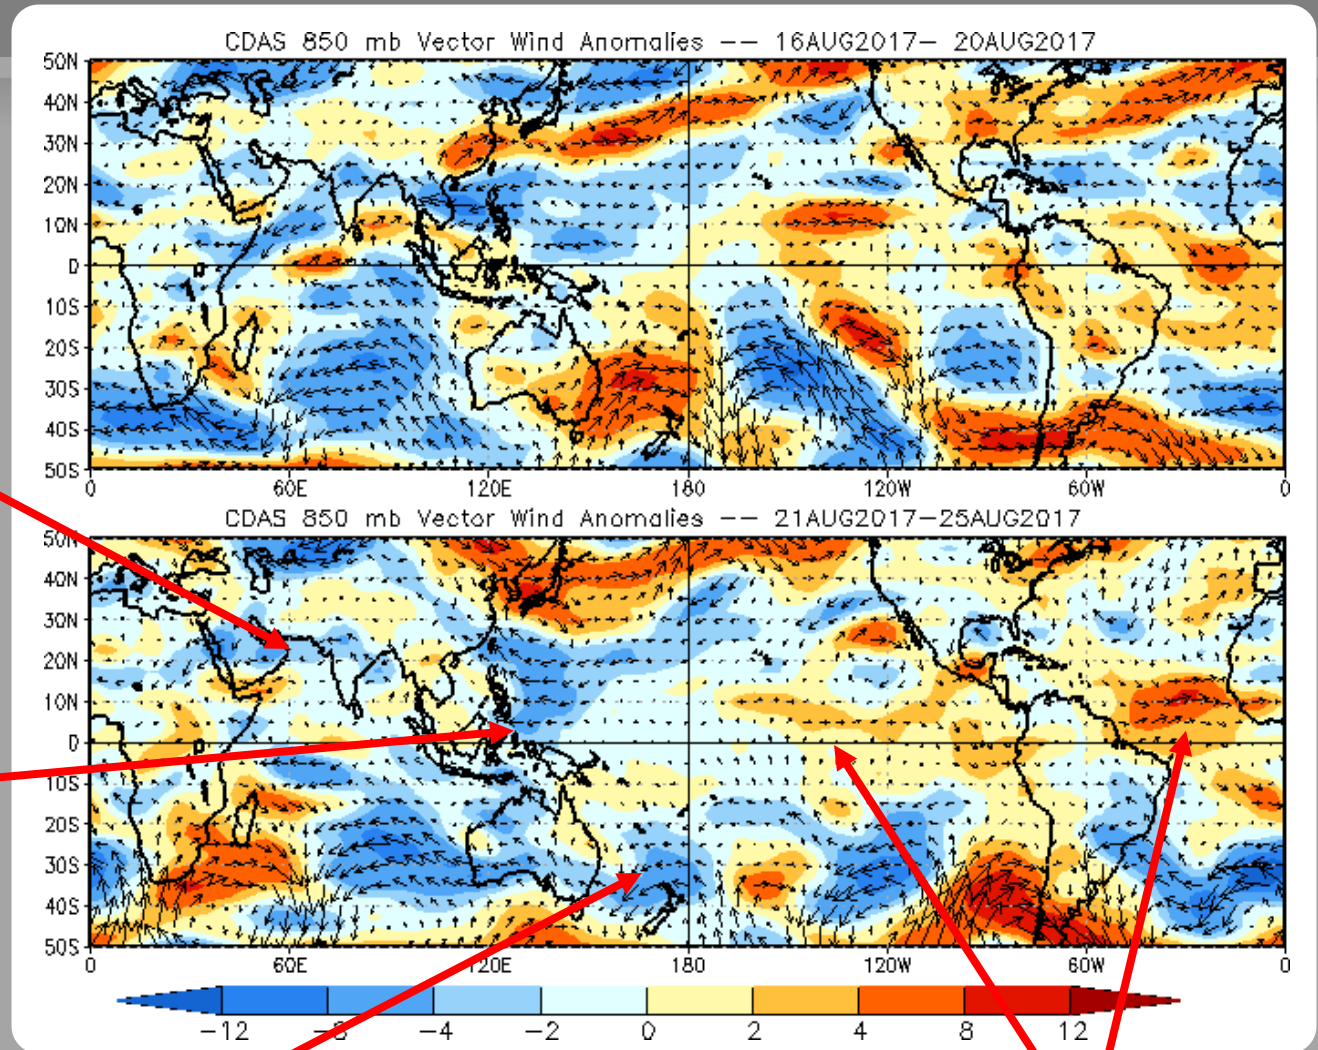 CDAS 850 mb Vector Wind Anomalies -- 16AUG2017- 20AUG2017
50N
40N
30N
20N
10N
0
10S
20S
30S
40S
50S
0 60E 120E 180 120W 60W 0
CDAS 850 mb Vector Wind Anomalies -- 21AUG2017-25AUG2017
50N
40N
30N
20N
10N
0
10S
20S
30S
40S
50S
0 60E 120E 180 120W 60W 0
-12 -8 -4 -2 0 2 4 8 12